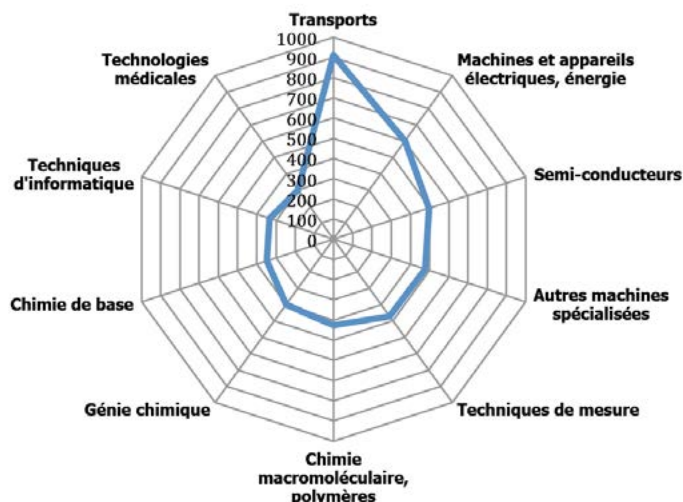 Transports
1000
900
800
700
600
500
400
300
200
100
0
Machines et appareils
électriques, énergie
Semi-conducteurs
Autres machines
spécialisées
Techniques de mesure
Chimie
macromoléculaire,
polymères
Génie chimique
Chimie de base
Techniques
d'informatique
Technologies
médicales